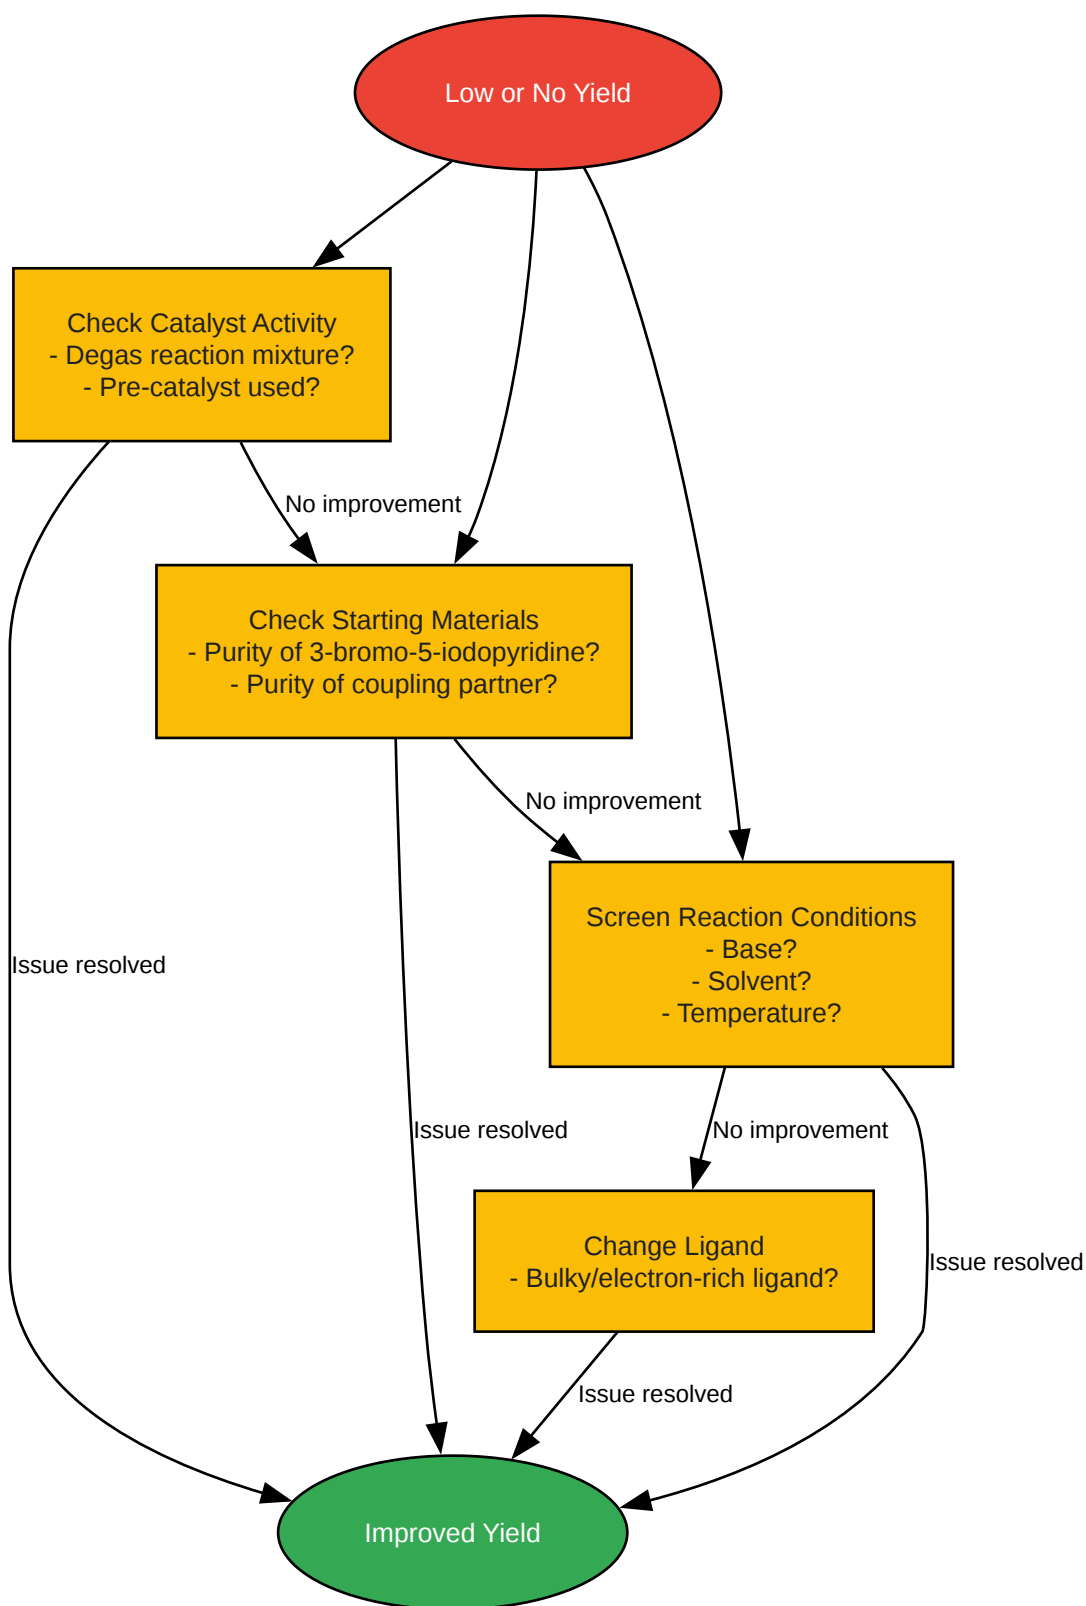 Low or No Yield
Check Catalyst Activity
- Degas reaction mixture?
- Pre-catalyst used?
No improvement
Check Starting Materials
- Purity of 3-bromo-5-iodopyridine?
- Purity of coupling partner?
No improvement
Screen Reaction Conditions
- Base?
- Solvent?
- Temperature?
Issue resolved
Issue resolved
No improvement
Change Ligand
- Bulky/electron-rich ligand?
Issue resolved
Issue resolved
Improved Yield